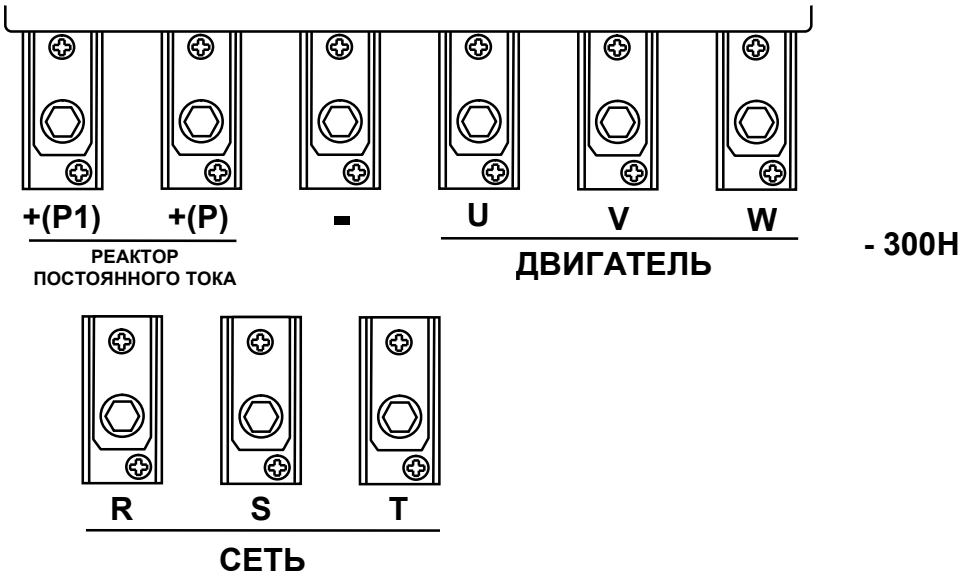 +(P1) +(P) - U V W
РЕАКТОР
ПОСТОЯННОГО ТОКА
ДВИГАТЕЛЬ
- 300H
R S T
СЕТЬ